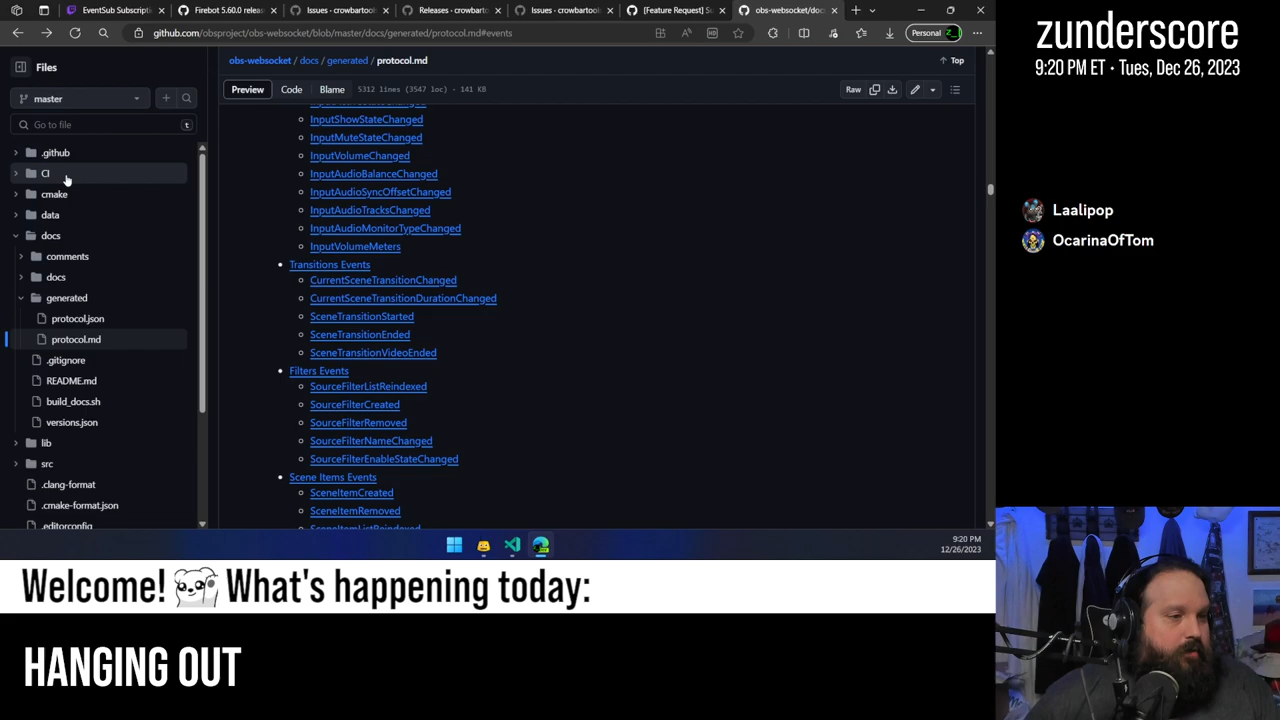 EventSub Subscripti
Firebot 5.60.0 relea
Issues · crowbartool
Releases · crowbarto
Issues · crowbartool
[Feature Request] Sc
obs-websocket/doc
github.com/obsproject/obs-websocket/blob/master/docs/generated/protocol.md#events
Personal
Files
obs-websocket / docs / generated / protocol.md
Top
master
Preview Code Blame 5312 lines (3547 loc) · 141 KB
Raw
Go to file
t
.github
CI
cmake
data
docs
comments
docs
generated
protocol.json
protocol.md
.gitignore
README.md
build_docs.sh
versions.json
lib
src
.clang-format
.cmake-format.json
.editorconfig
InputShowStateChanged
InputMuteStateChanged
InputVolumeChanged
InputAudioBalanceChanged
InputAudioSyncOffsetChanged
InputAudioTracksChanged
InputAudioMonitorTypeChanged
InputVolumeMeters
Transitions Events
CurrentSceneTransitionChanged
CurrentSceneTransitionDurationChanged
SceneTransitionStarted
SceneTransitionEnded
SceneTransitionVideoEnded
Filters Events
SourceFilterListReindexed
SourceFilterCreated
SourceFilterRemoved
SourceFilterNameChanged
SourceFilterEnableStateChanged
Scene Items Events
SceneItemCreated
SceneItemRemoved
SceneItemListReindexed
9:20 PM
12/26/2023
zunderscore
9:20 PM ET · Tues, Dec 26, 2023
Laalipop
OcarinaOfTom
Welcome! What's happening today:
HANGING OUT